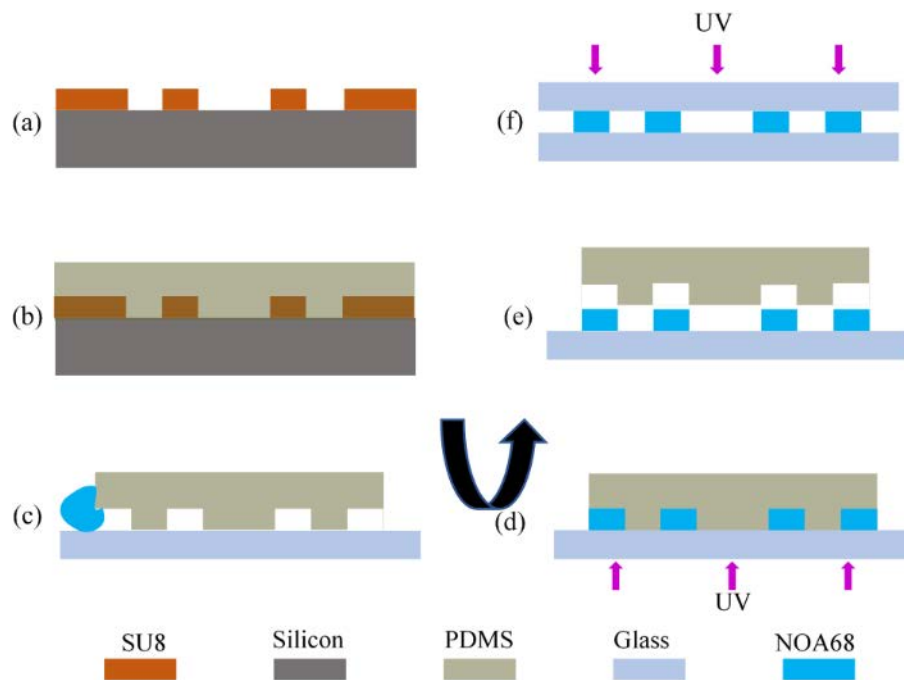 UV
(a)
(f)
(b)
(e)
(c)
(d)
UV
SU8 Silicon PDMS Glass NOA68